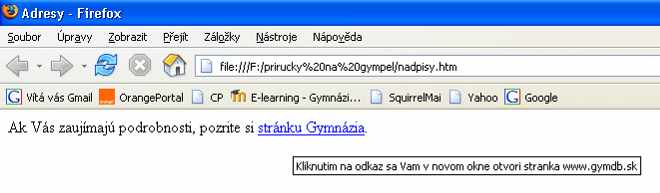 Adresy - Firefox
Soubor Úpravy Zobrazit Přejít Záložky Nástroje Nápověda
file:///F:/prirucky%20na%20gympel/nadpisy.htm
Vítá vás Gmail OrangePortal CP E-learning - Gymnázi... SquirrelMai Yahoo Google
Ak Vás zaujímajú podrobnosti, pozrite si stránku Gymnázia.
Kliknutim na odkaz sa Vam v novom okne otvori stranka www.gymdb.sk